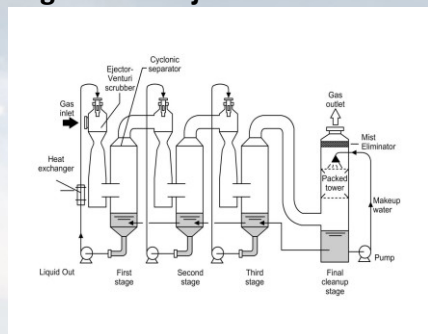 Cyclonic
separator
Ejector-
Venturi
scrubber
Gas
inlet
Gas
outlet
Mist
Eliminator
Heat
exchanger
Packed
tower
Makeup
water
Liquid Out
First
stage
Second
stage
Third
stage
Final
cleanup
stage
Pump